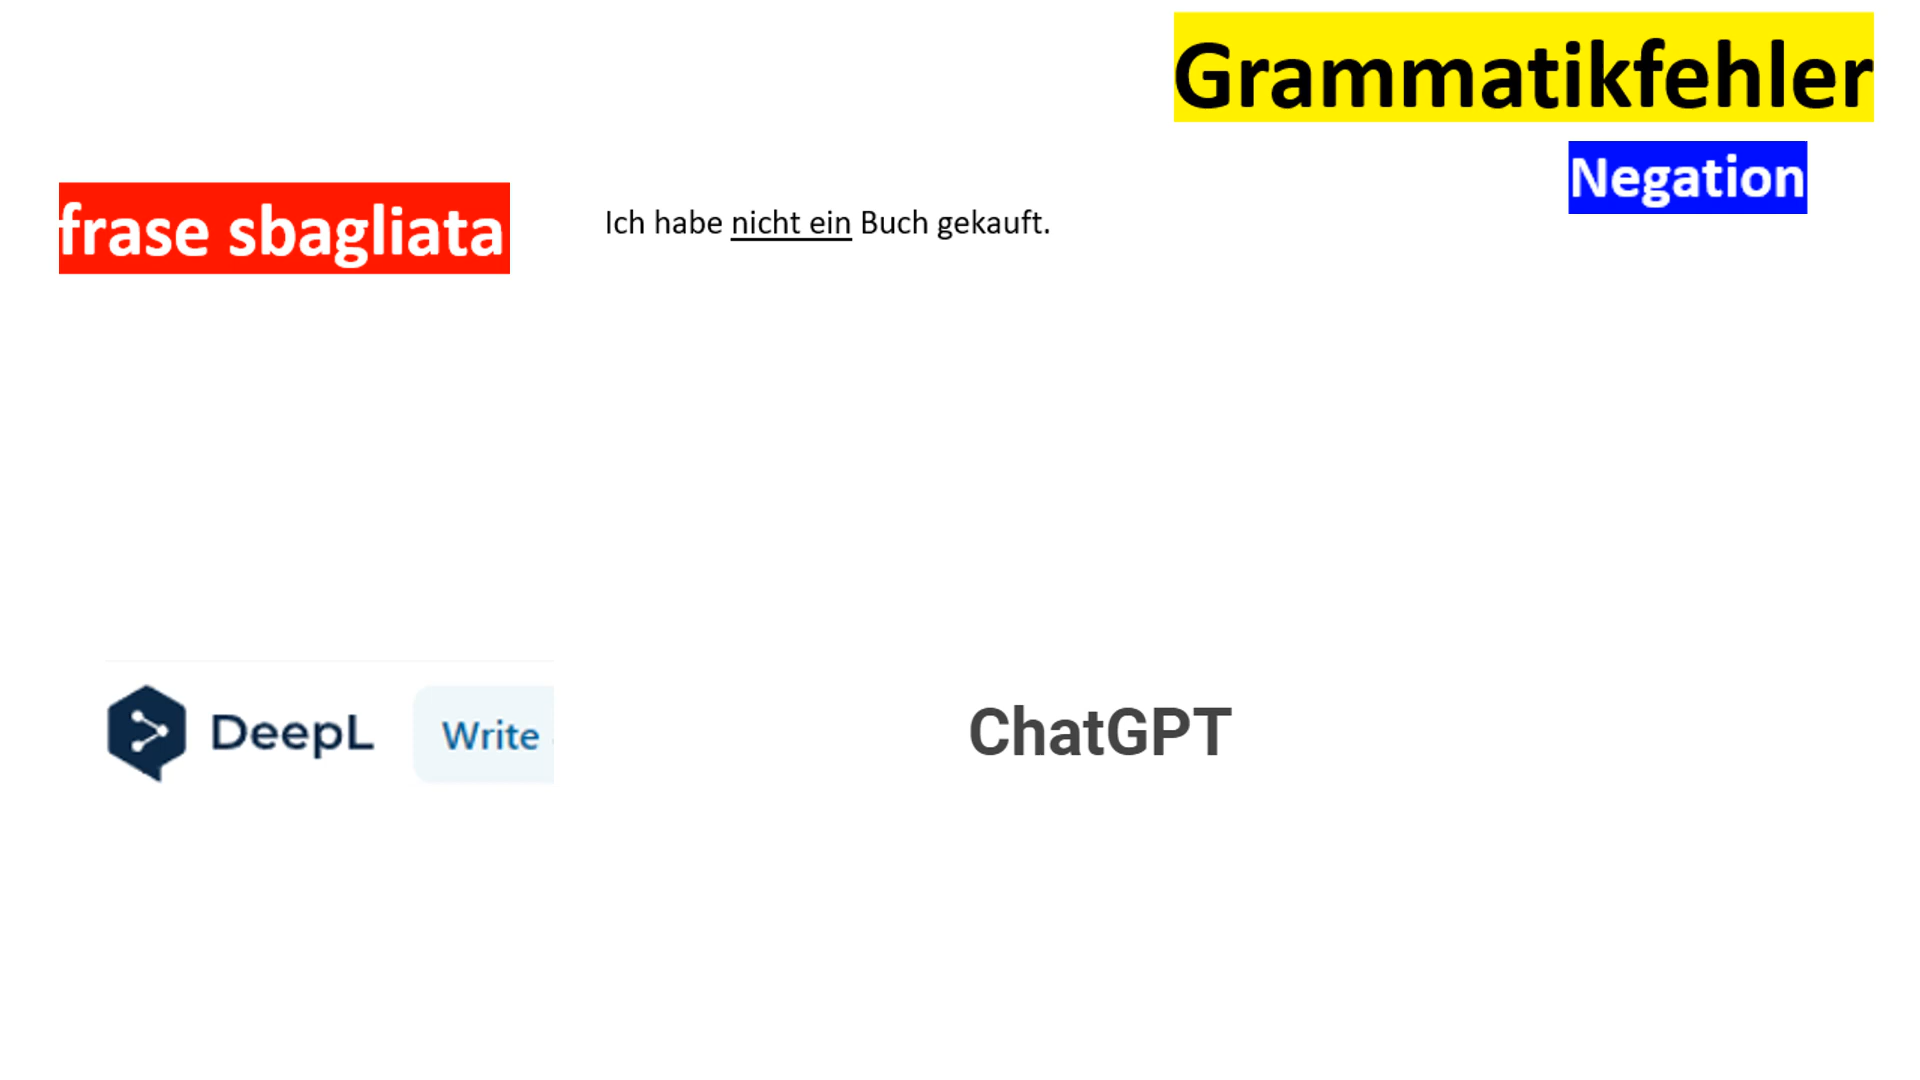 Grammatikfehler
Negation
frase sbagliata
Ich habe nicht ein Buch gekauft.
DeepL
Write
ChatGPT